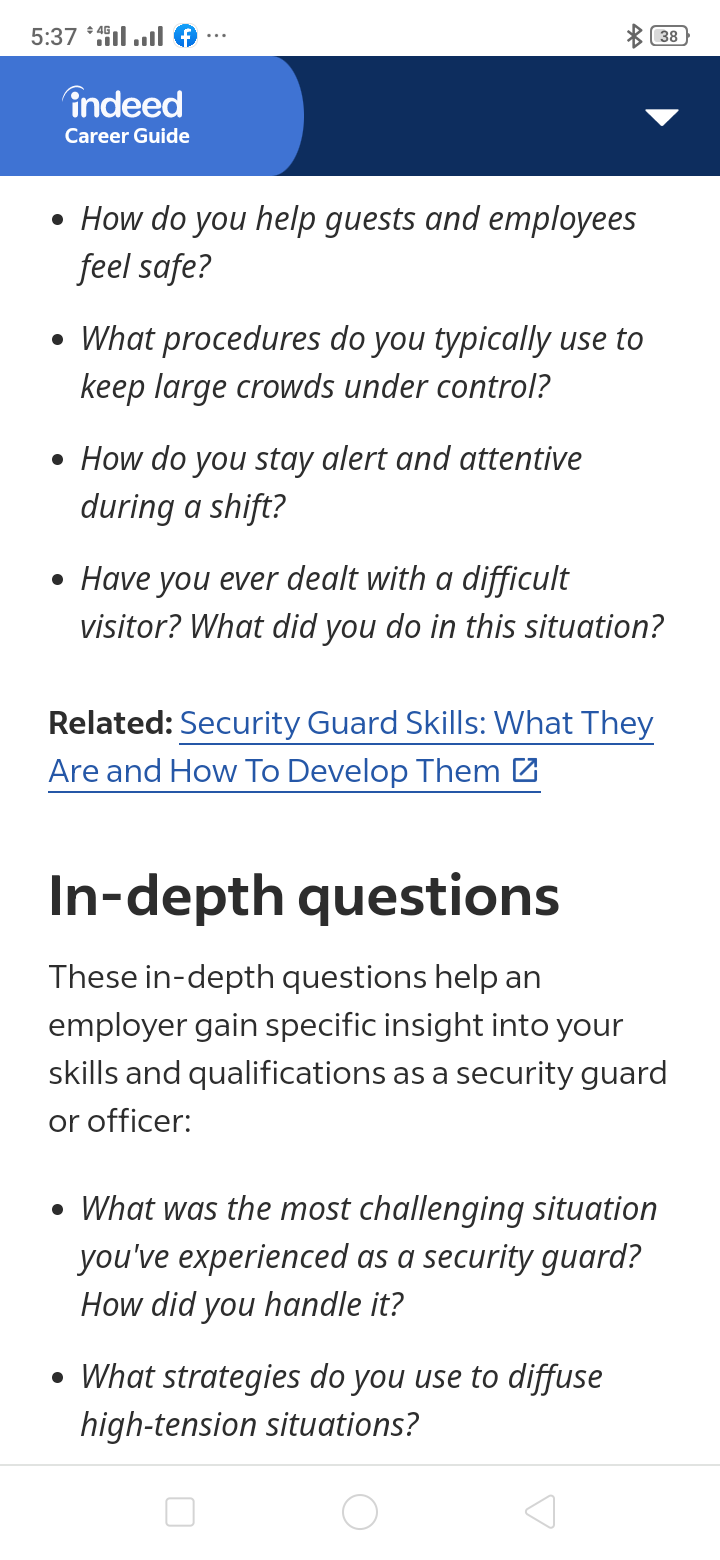 5:37 4G ...
38
indeed
Career Guide
• How do you help guests and employees
feel safe?
• What procedures do you typically use to
keep large crowds under control?
• How do you stay alert and attentive
during a shift?
• Have you ever dealt with a difficult
visitor? What did you do in this situation?
Related: Security Guard Skills: What They
Are and How To Develop Them
In-depth questions
These in-depth questions help an
employer gain specific insight into your
skills and qualifications as a security guard
or officer:
• What was the most challenging situation
you've experienced as a security guard?
How did you handle it?
• What strategies do you use to diffuse
high-tension situations?